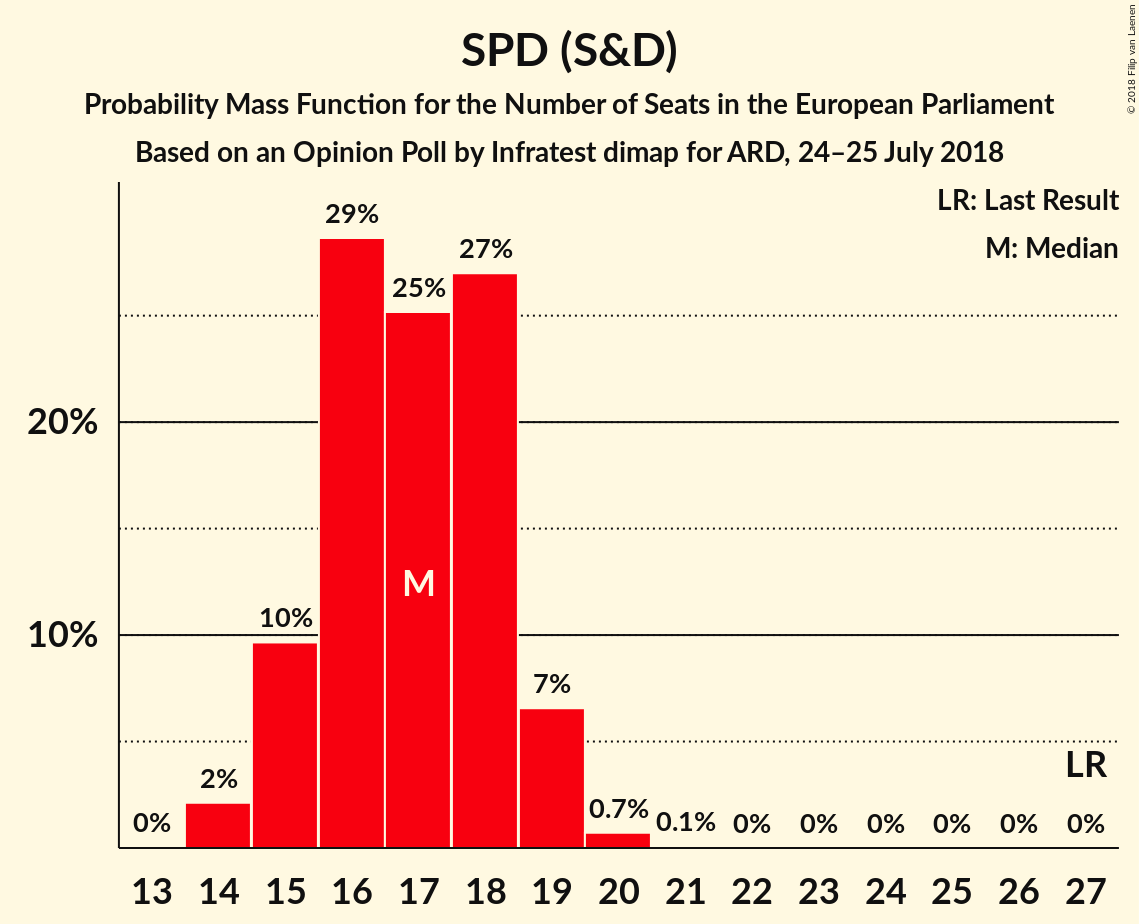 SPD (S&D)
Probability Mass Function for the Number of Seats in the European Parliament
Based on an Opinion Poll by Infratest dimap for ARD, 24–25 July 2018
© 2018 Filip van Laenen
LR: Last Result
M: Median
29%
27%
25%
20%
M
10%
10%
7%
LR
2%
0%
0.7%
0.1%
0%
0%
0%
0%
0%
0%
13 14 15 16 17 18 19 20 21 22 23 24 25 26 27